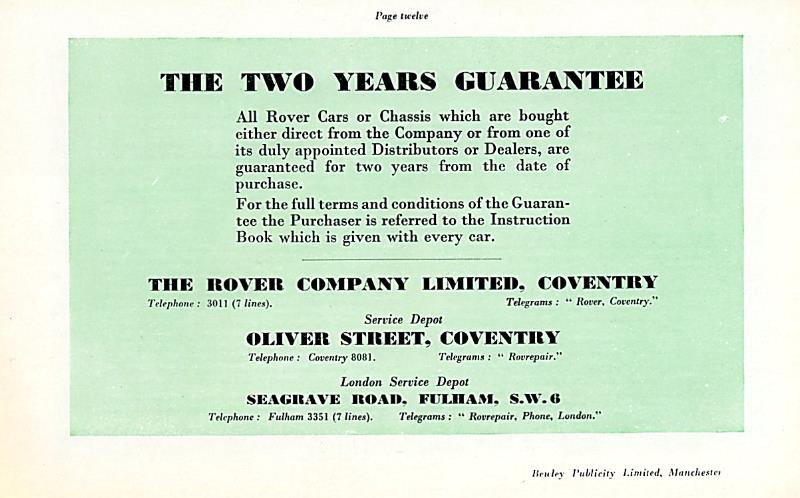 Page twelve
THE TWO YEARS GUARANTEE
All Rover Cars or Chassis which are bought
either direct from the Company or from one of
its duly appointed Distributors or Dealers, are
guaranteed for two years from the date of
purchase.
For the full terms and conditions of the Guaran-
tee the Purchaser is referred to the Instruction
Book which is given with every car.
THE ROVER COMPANY LIMITED, COVENTRY
Telephone : 3011 (7 lines). Telegrams : " Rover, Coventry."
Service Depot
OLIVER STREET, COVENTRY
Telephone : Coventry 8081. Telegrams : " Rovrepair."
London Service Depot
SEAGRAVE ROAD, FULHAM, S.W.6
Telephone : Fulham 3351 (7 lines). Telegrams : " Rovrepair, Phone, London."
Publicity Limited, Manchester